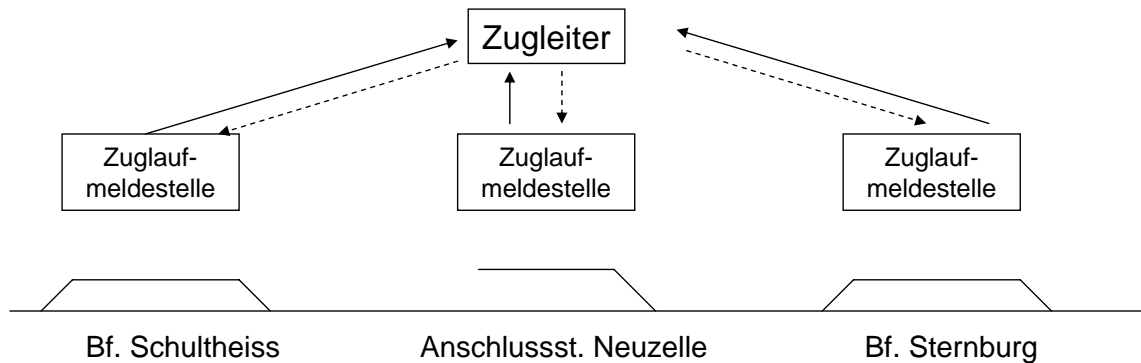 Zugleiter
Zuglauf-
meldestelle
Zuglauf-
meldestelle
Zuglauf-
meldestelle
Bf. Schultheiss
Anschlussst. Neuzelle
Bf. Sternburg